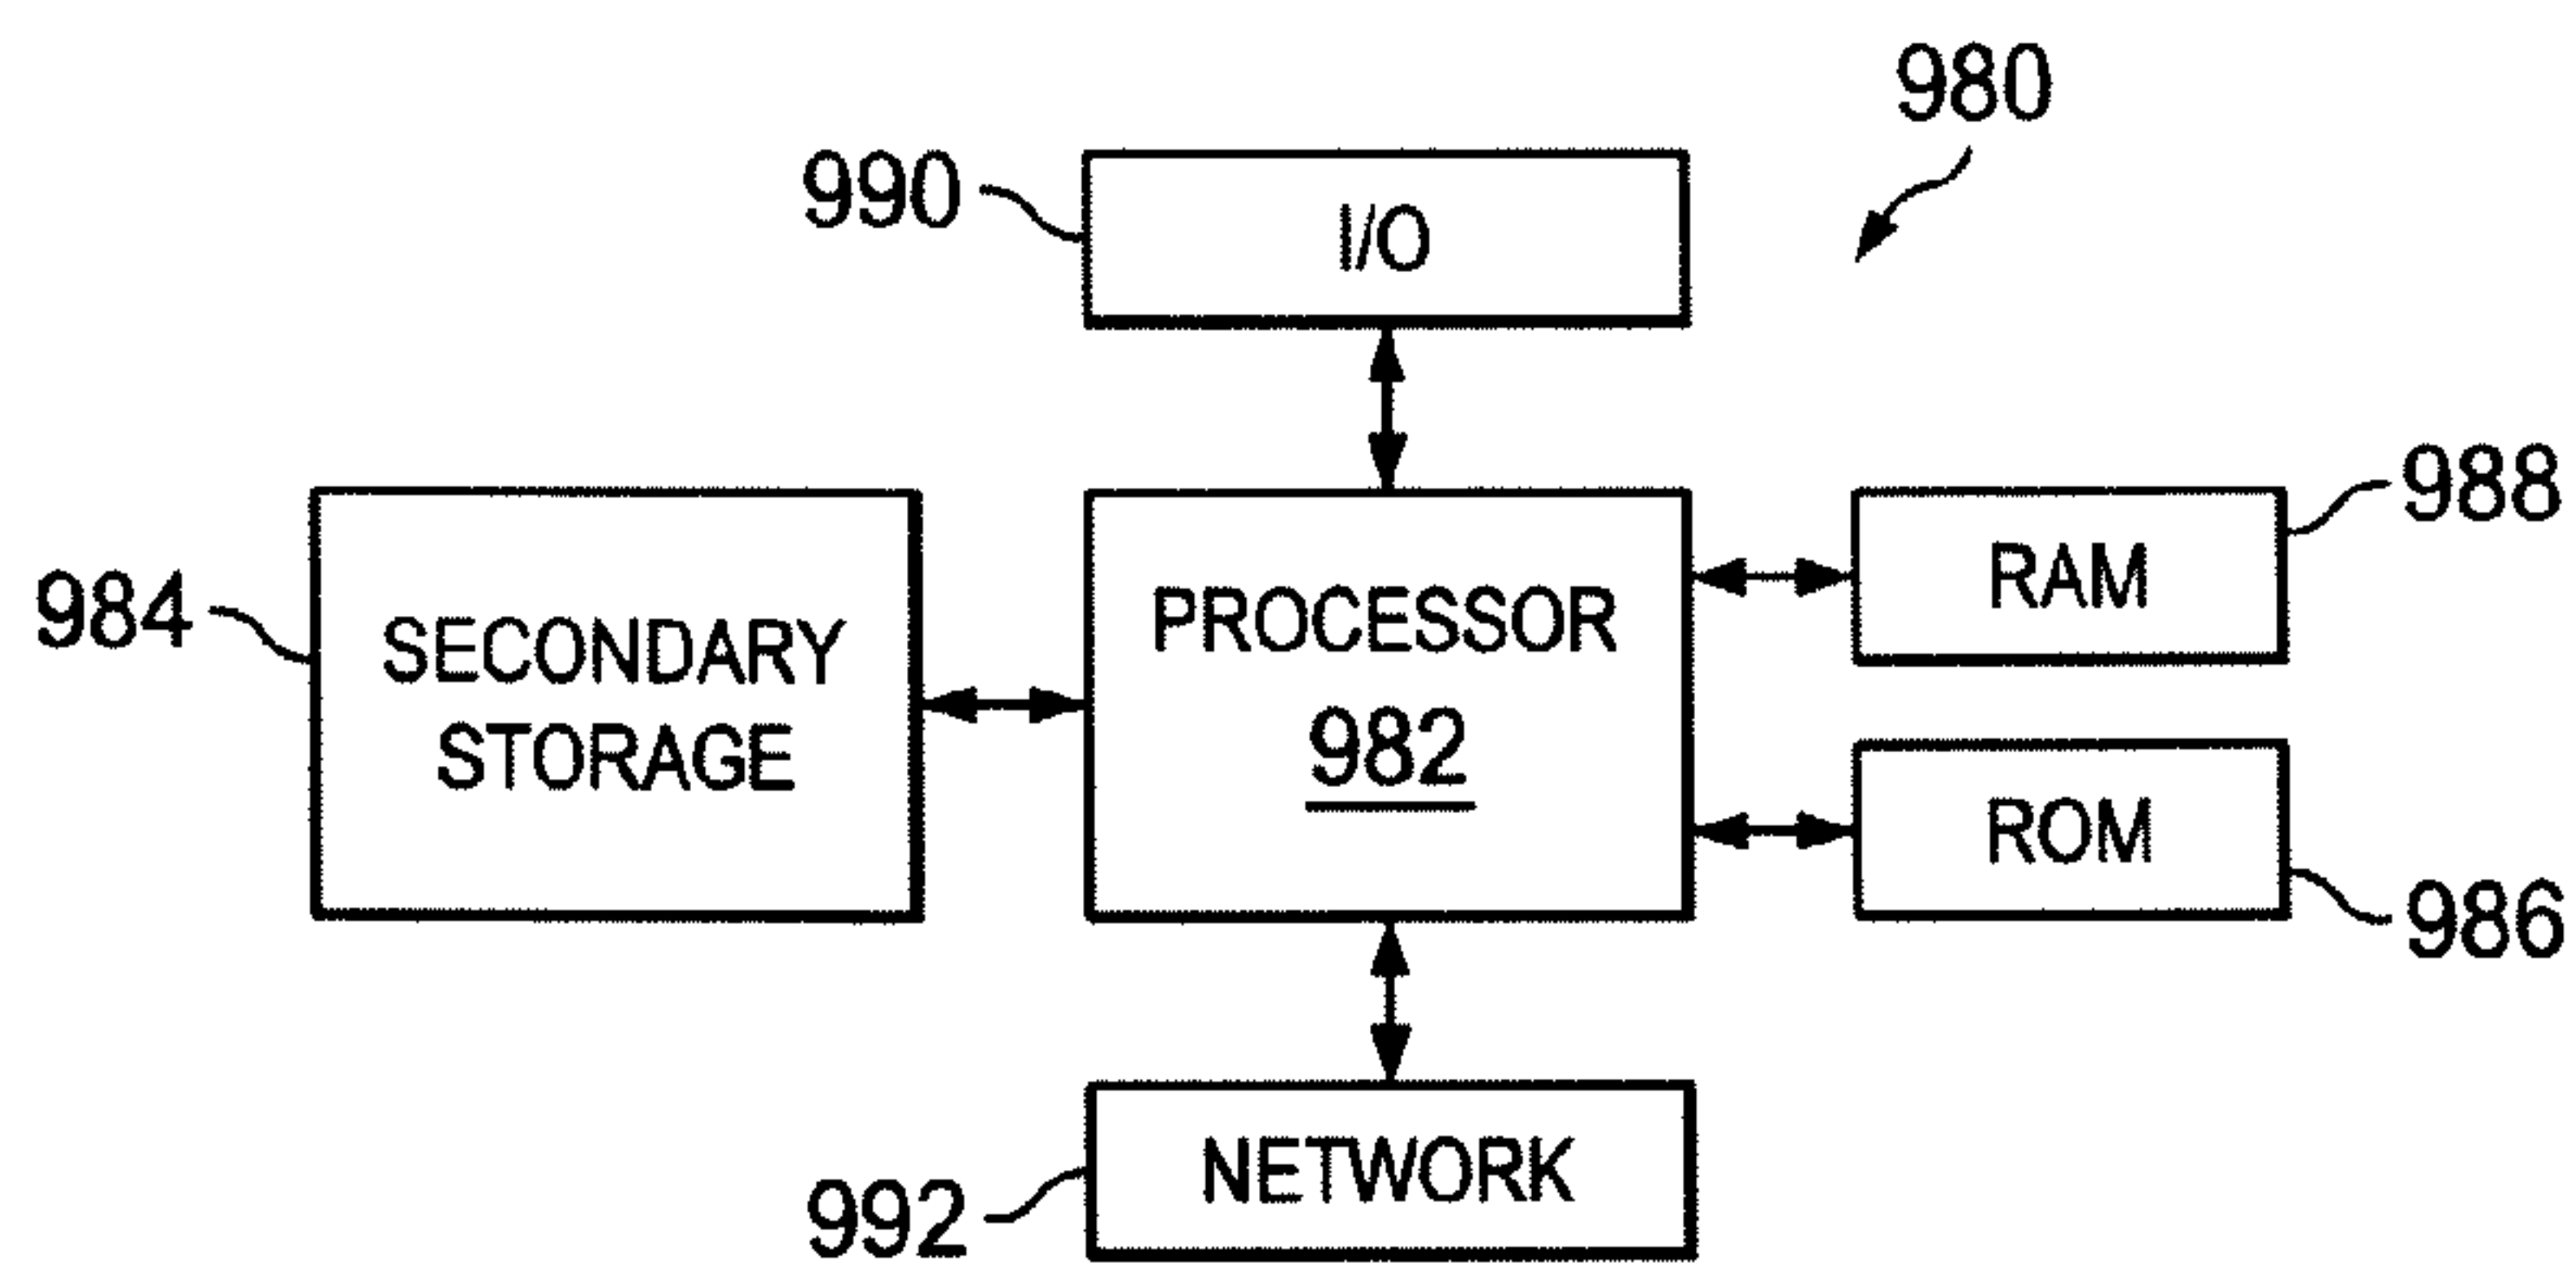 980
990
I/O
988
RAM
984
SECONDARY
STORAGE
PROCESSOR
982
ROM
986
NETWORK
992